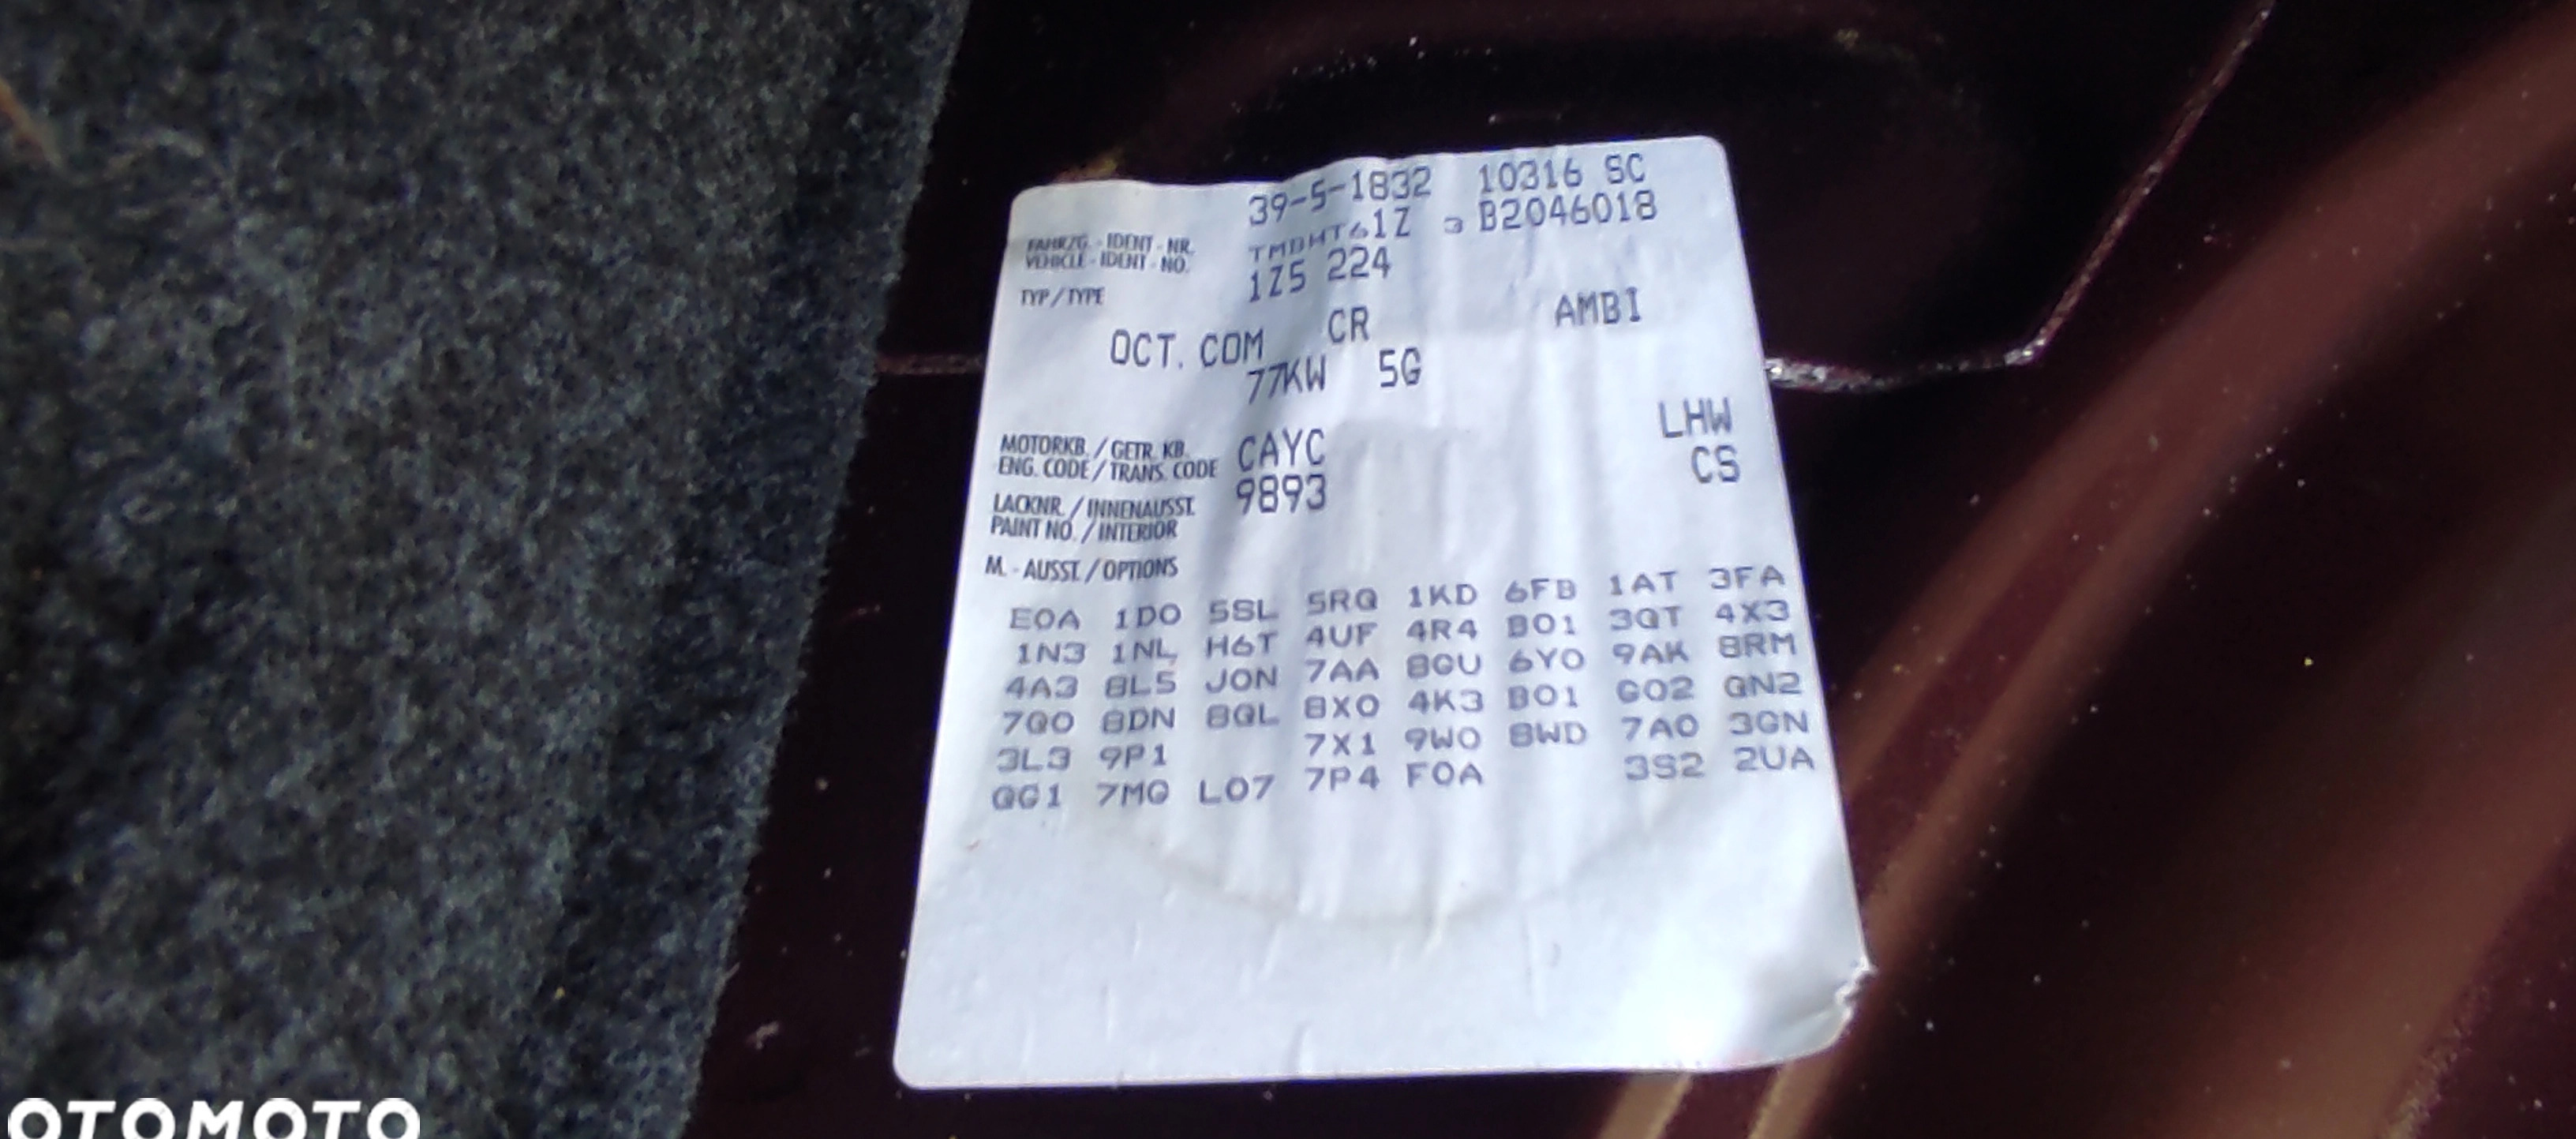 39-5-1832 10316 SC
FAHRZG. - IDENT - NR. TMBHT61Z 3 B2046018
VEHICLE - IDENT - NO.
TYP / TYPE 1Z5 224
OCT. COM CR AMBI
77KW 5G
MOTORKB. / GETR. KB. CAYC LHW
ENG. CODE / TRANS. CODE
LACKNR. / INNENAUSST. 9893 CS
PAINT NO. / INTERIOR
M. - AUSST. / OPTIONS
E0A 1D0 5SL 5RQ 1KD 6FB 1AT 3FA
1N3 1NL H6T 4UF 4R4 B01 3QT 4X3
4A3 8L5 J0N 7AA 8GU 6Y0 9AK 8RM
7Q0 8DN 8QL 8X0 4K3 B01 G02 QN2
3L3 9P1 7X1 9W0 8WD 7A0 3GN
QG1 7MG L07 7P4 F0A 3S2 2UA
OTOMOTO